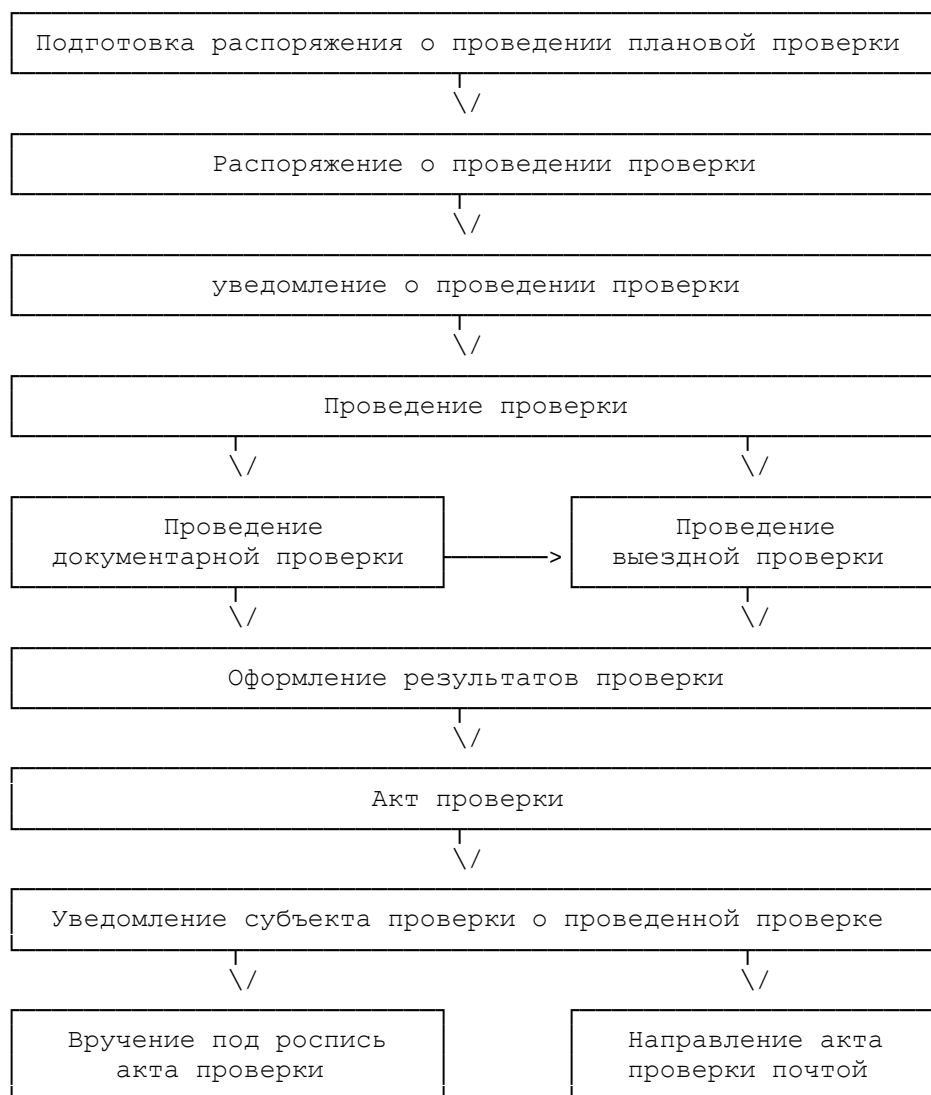 Подготовка распоряжения о проведении плановой проверки
Распоряжение о проведении проверки
уведомление о проведении проверки
Проведение проверки
Проведение
документарной проверки
Проведение
выездной проверки
Оформление результатов проверки
Акт проверки
Уведомление субъекта проверки о проведенной проверке
Вручение под роспись
акта проверки
Направление акта
проверки почтой